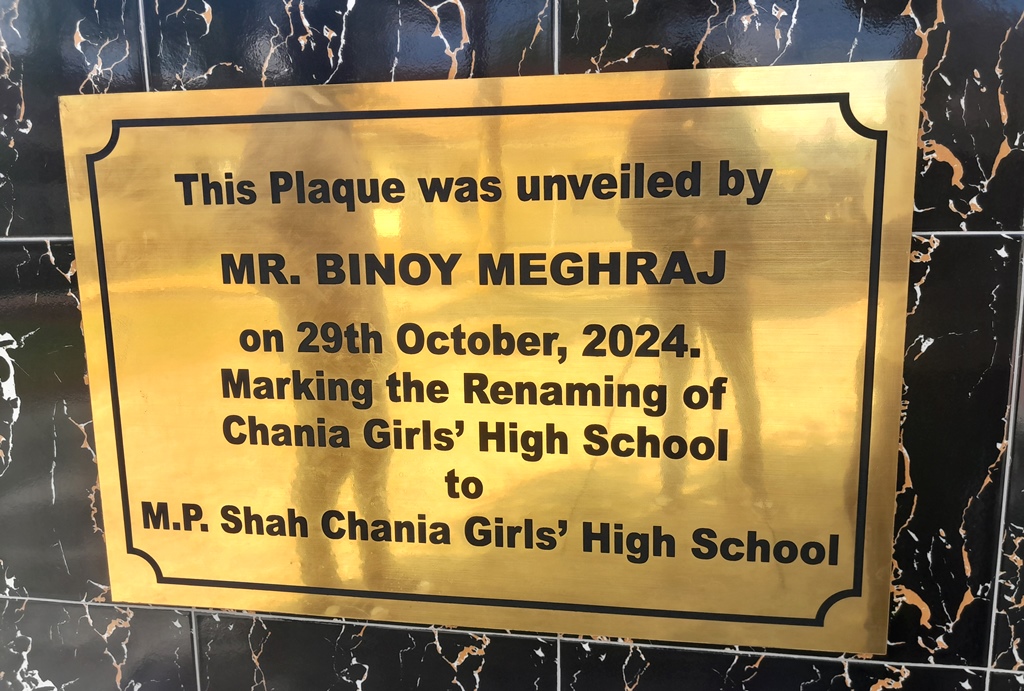 This Plaque was unveiled by
MR. BINOY MEGHRAJ
on 29th October, 2024.
Marking the Renaming of
Chania Girls’ High School
to
M.P. Shah Chania Girls’ High School